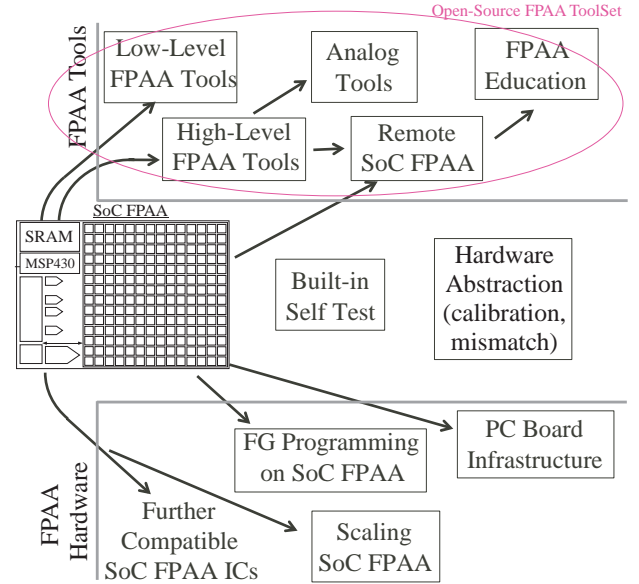 Open-Source FPAA ToolSet
FPAA Tools
Low-Level
FPAA Tools
Analog
Tools
FPAA
Education
High-Level
FPAA Tools
Remote
SoC FPAA
SoC FPAA
SRAM
MSP430
Built-in
Self Test
Hardware
Abstraction
(calibration,
mismatch)
FPAA
Hardware
FG Programming
on SoC FPAA
PC Board
Infrastructure
Further
Compatible
SoC FPAA ICs
Scaling
SoC FPAA